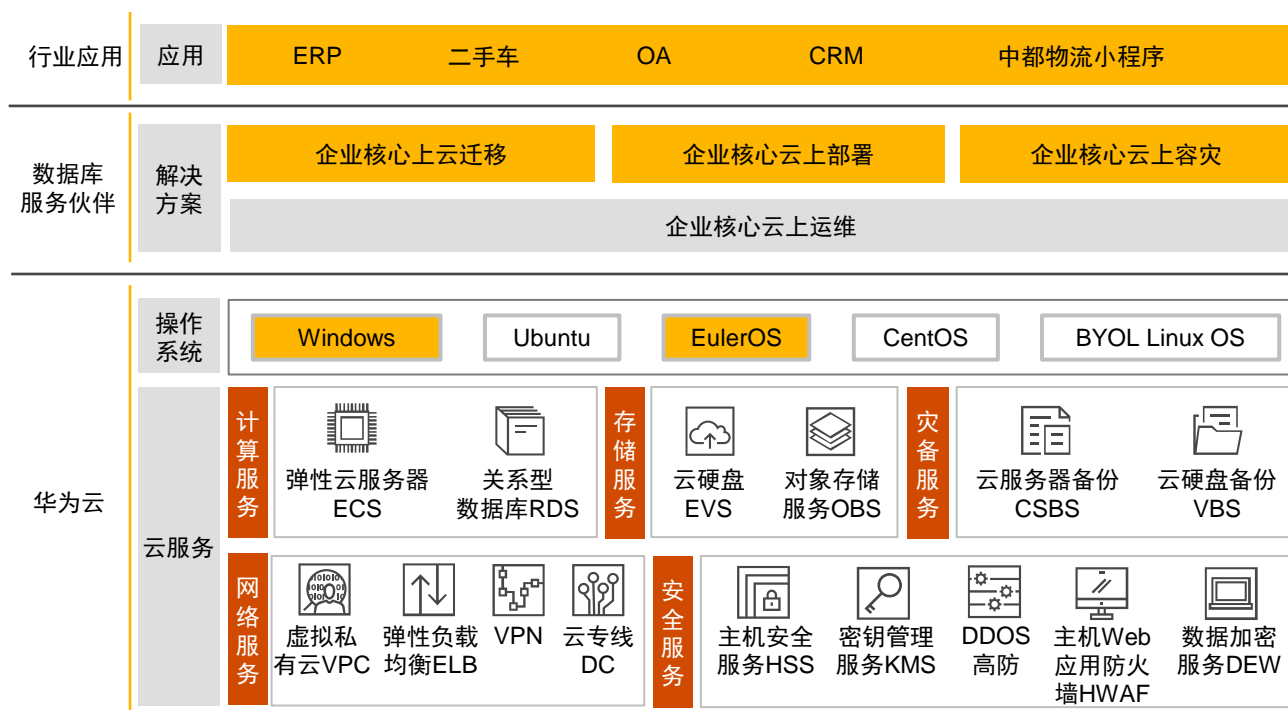 行业应用
应用
ERP
二手车
OA
CRM
中都物流小程序
数据库
服务伙伴
解决
方案
企业核心上云迁移
企业核心云上部署
企业核心云上容灾
企业核心云上运维
华为云
操作
系统
Windows
Ubuntu
EulerOS
CentOS
BYOL Linux OS
云服务
计算服务
弹性云服务器
ECS
关系型
数据库RDS
存储服务
云硬盘
EVS
对象存储
服务OBS
灾备服务
云服务器备份
CSBS
云硬盘备份
VBS
网络服务
虚拟私
有云VPC
弹性负载
均衡ELB
VPN
云专线
DC
安全服务
主机安全
服务HSS
密钥管理
服务KMS
DDOS
高防
主机Web
应用防火
墙HWAF
数据加密
服务DEW